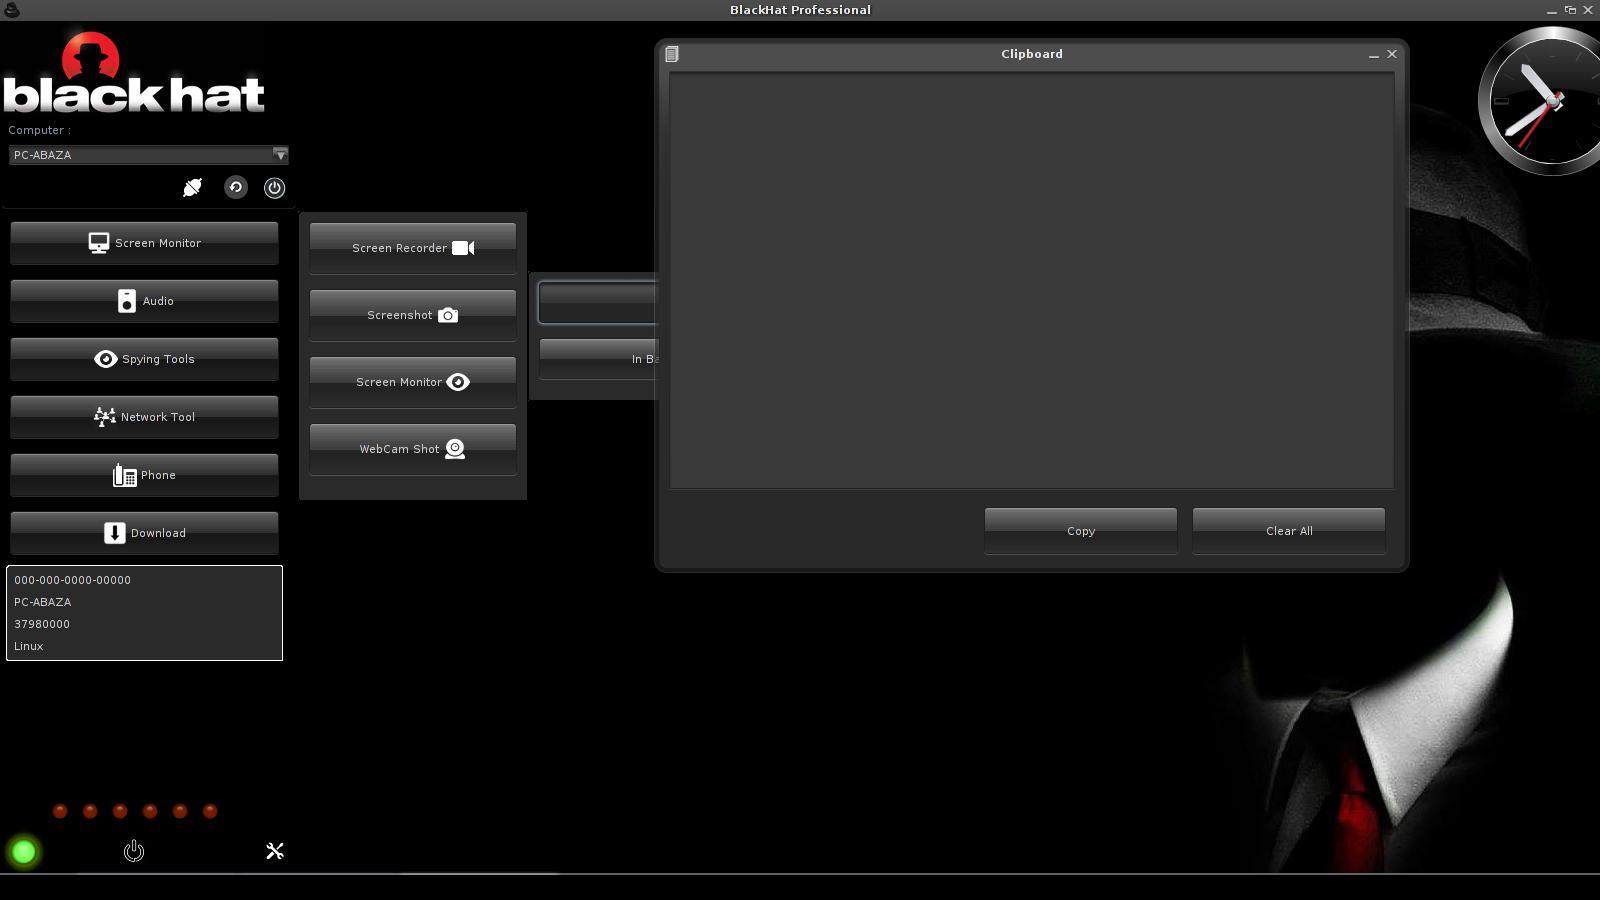 BlackHat Professional
black hat
Computer :
PC-ABAZA
Screen Monitor
Audio
Spying Tools
Network Tool
Phone
Download
000-000-0000-00000
PC-ABAZA
37980000
Linux
Screen Recorder
Screenshot
Screen Monitor
WebCam Shot
In Ba
Clipboard
Copy
Clear All